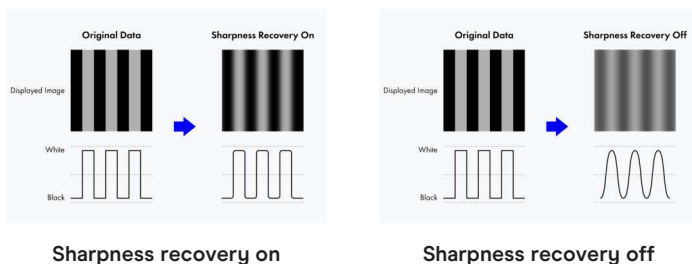 Original Data
Sharpness Recovery On
Displayed Image
White
Black
Sharpness recovery on
Original Data
Sharpness Recovery Off
Displayed Image
White
Black
Sharpness recovery off